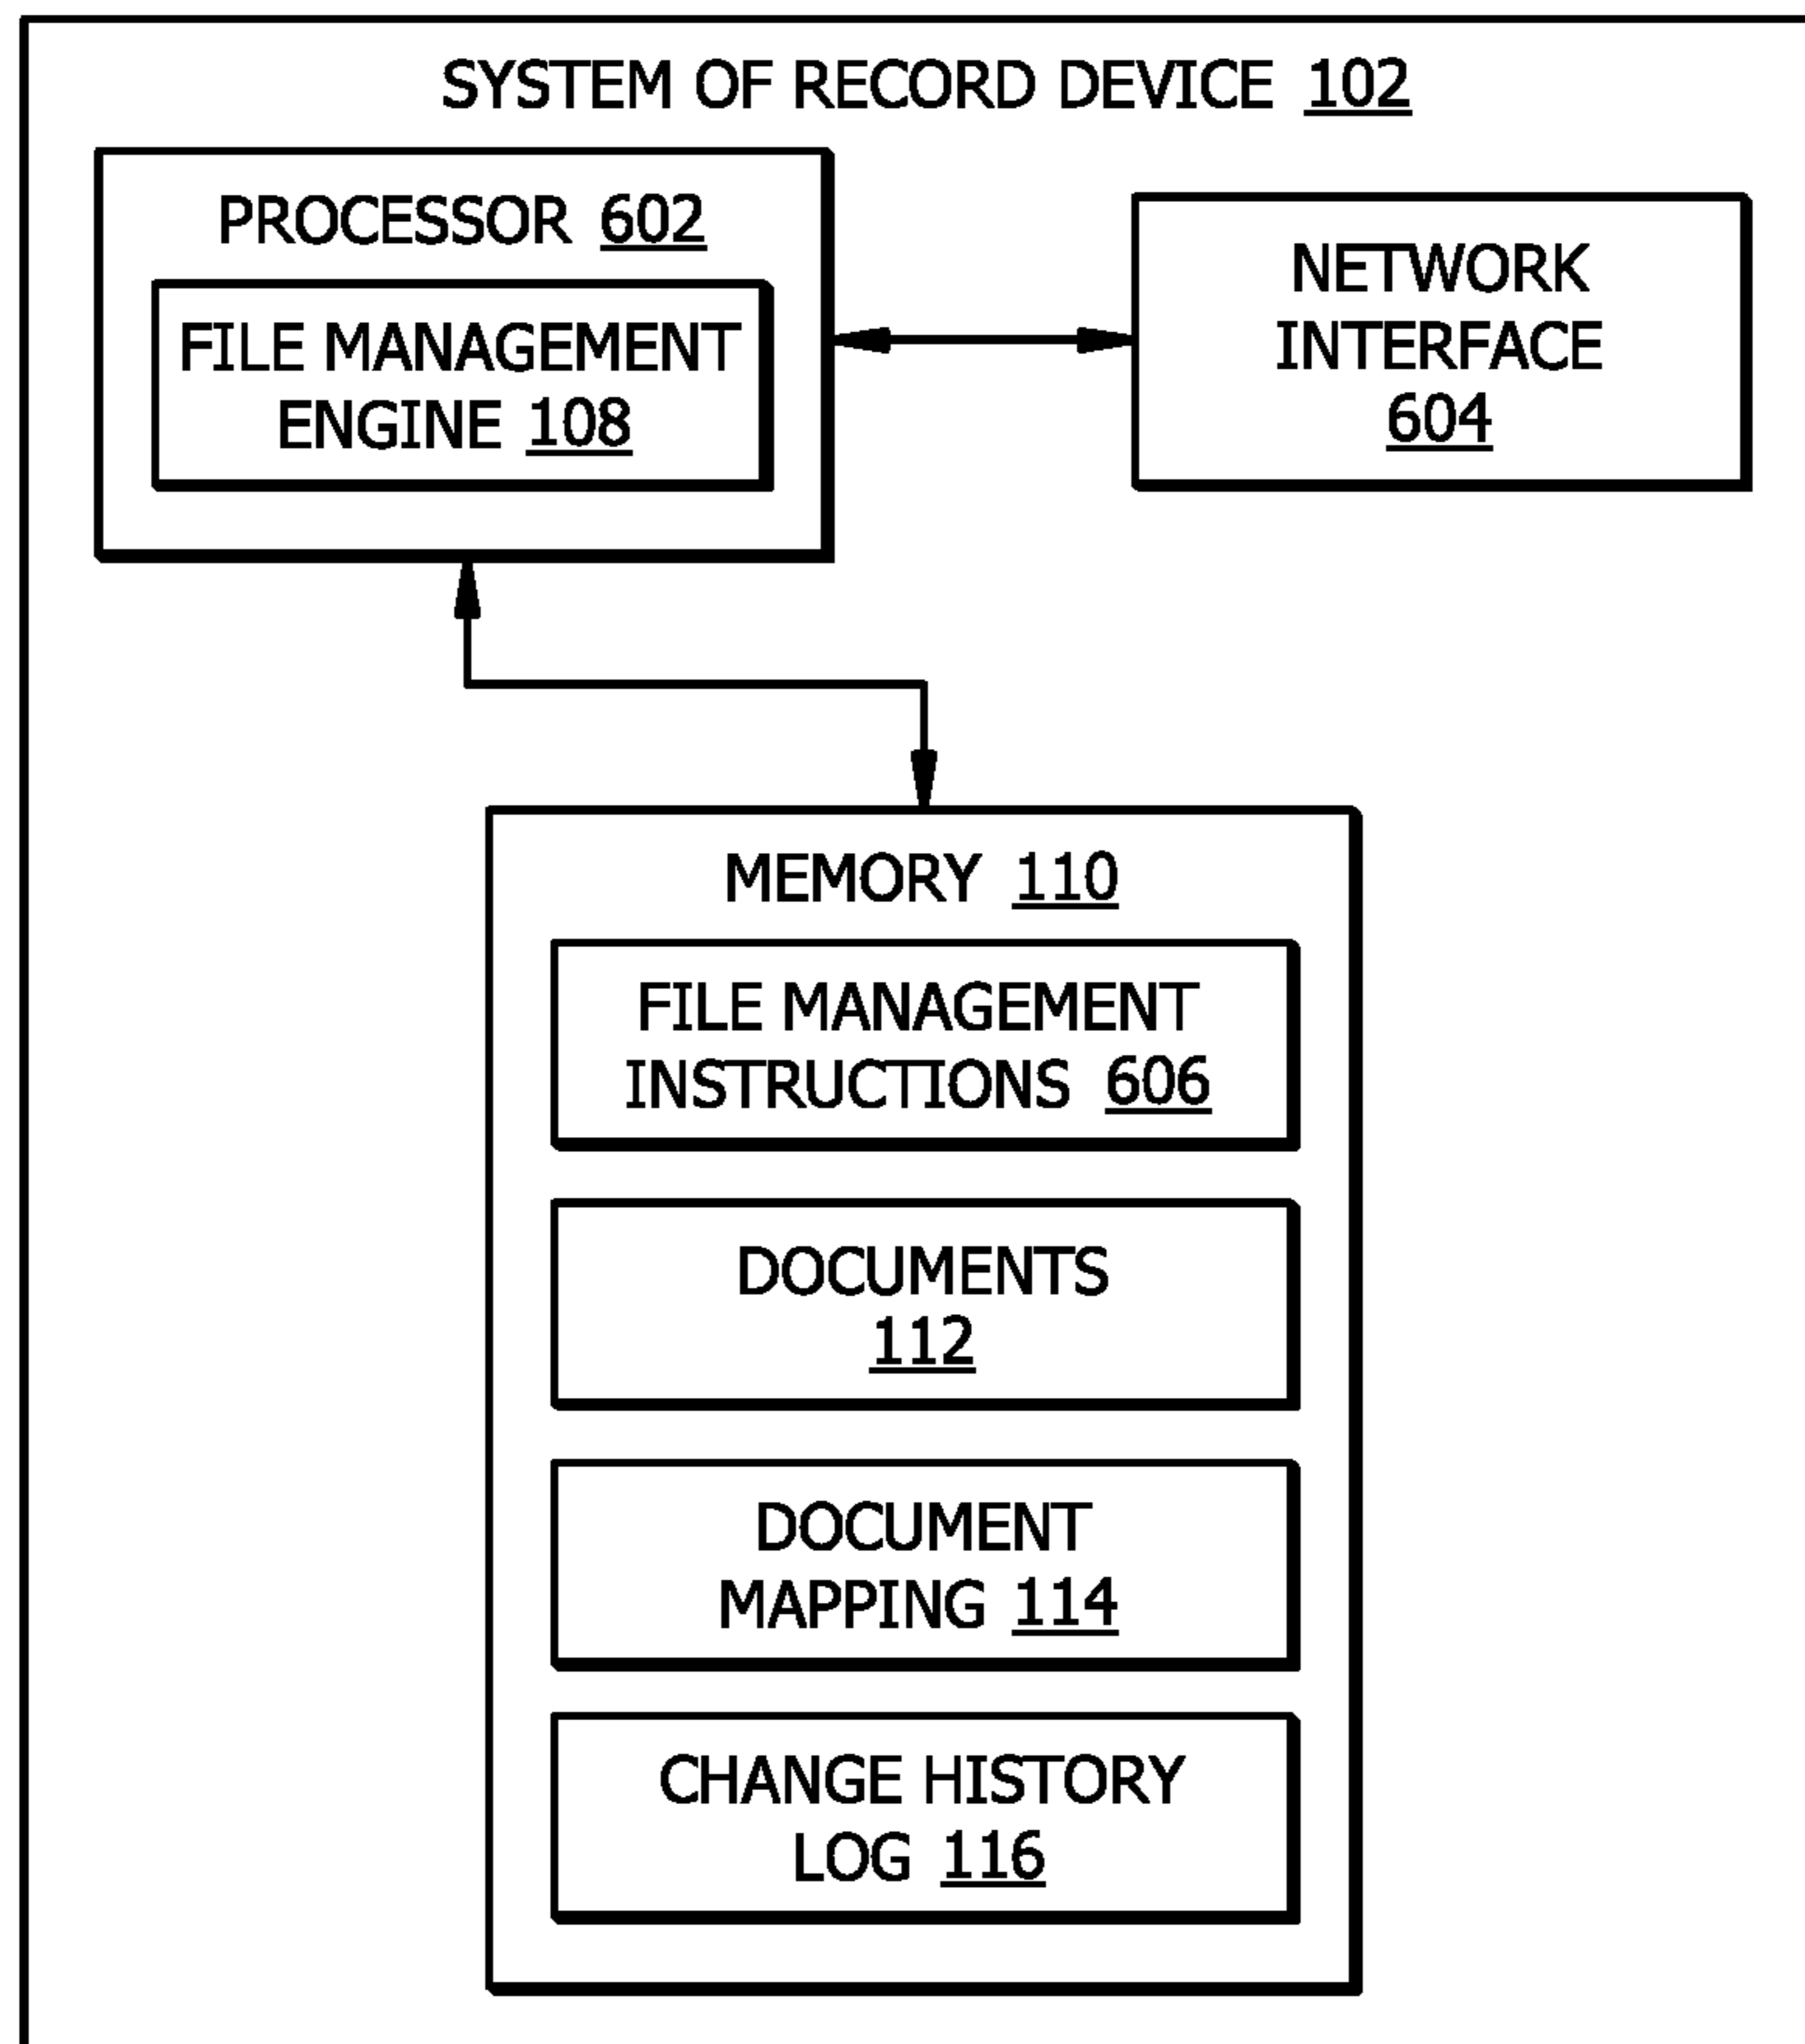 SYSTEM OF RECORD DEVICE 102
PROCESSOR 602
FILE MANAGEMENT
ENGINE 108
NETWORK
INTERFACE
604
MEMORY 110
FILE MANAGEMENT
INSTRUCTIONS 606
DOCUMENTS
112
DOCUMENT
MAPPING 114
CHANGE HISTORY
LOG 116